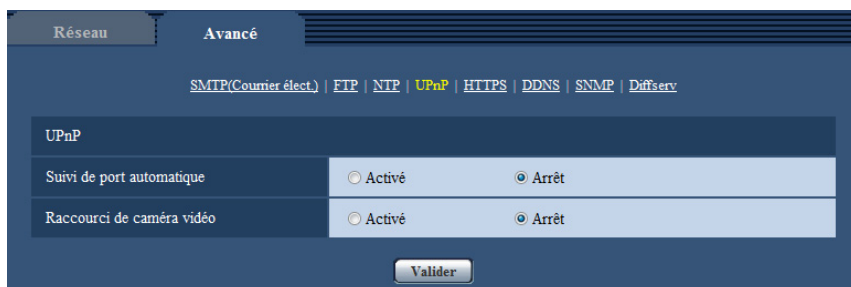 Réseau Avancé
SMTP(Courrier élect.) | FTP | NTP | UPnP | HTTPS | DDNS | SNMP | Diffserv
UPnP
Suivi de port automatique Activé Arrêt
Raccourci de caméra vidéo Activé Arrêt
Valider